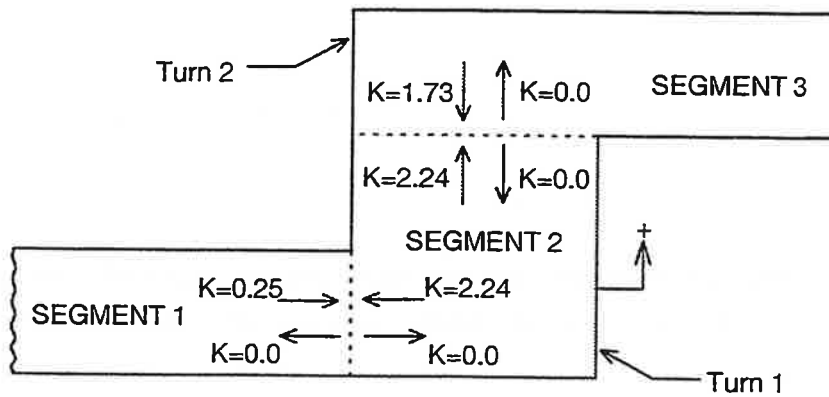 Turn 2
K=1.73
K=0.0
SEGMENT 3
K=2.24
K=0.0
SEGMENT 2
+
K=0.25
K=2.24
SEGMENT 1
K=0.0
K=0.0
Turn 1